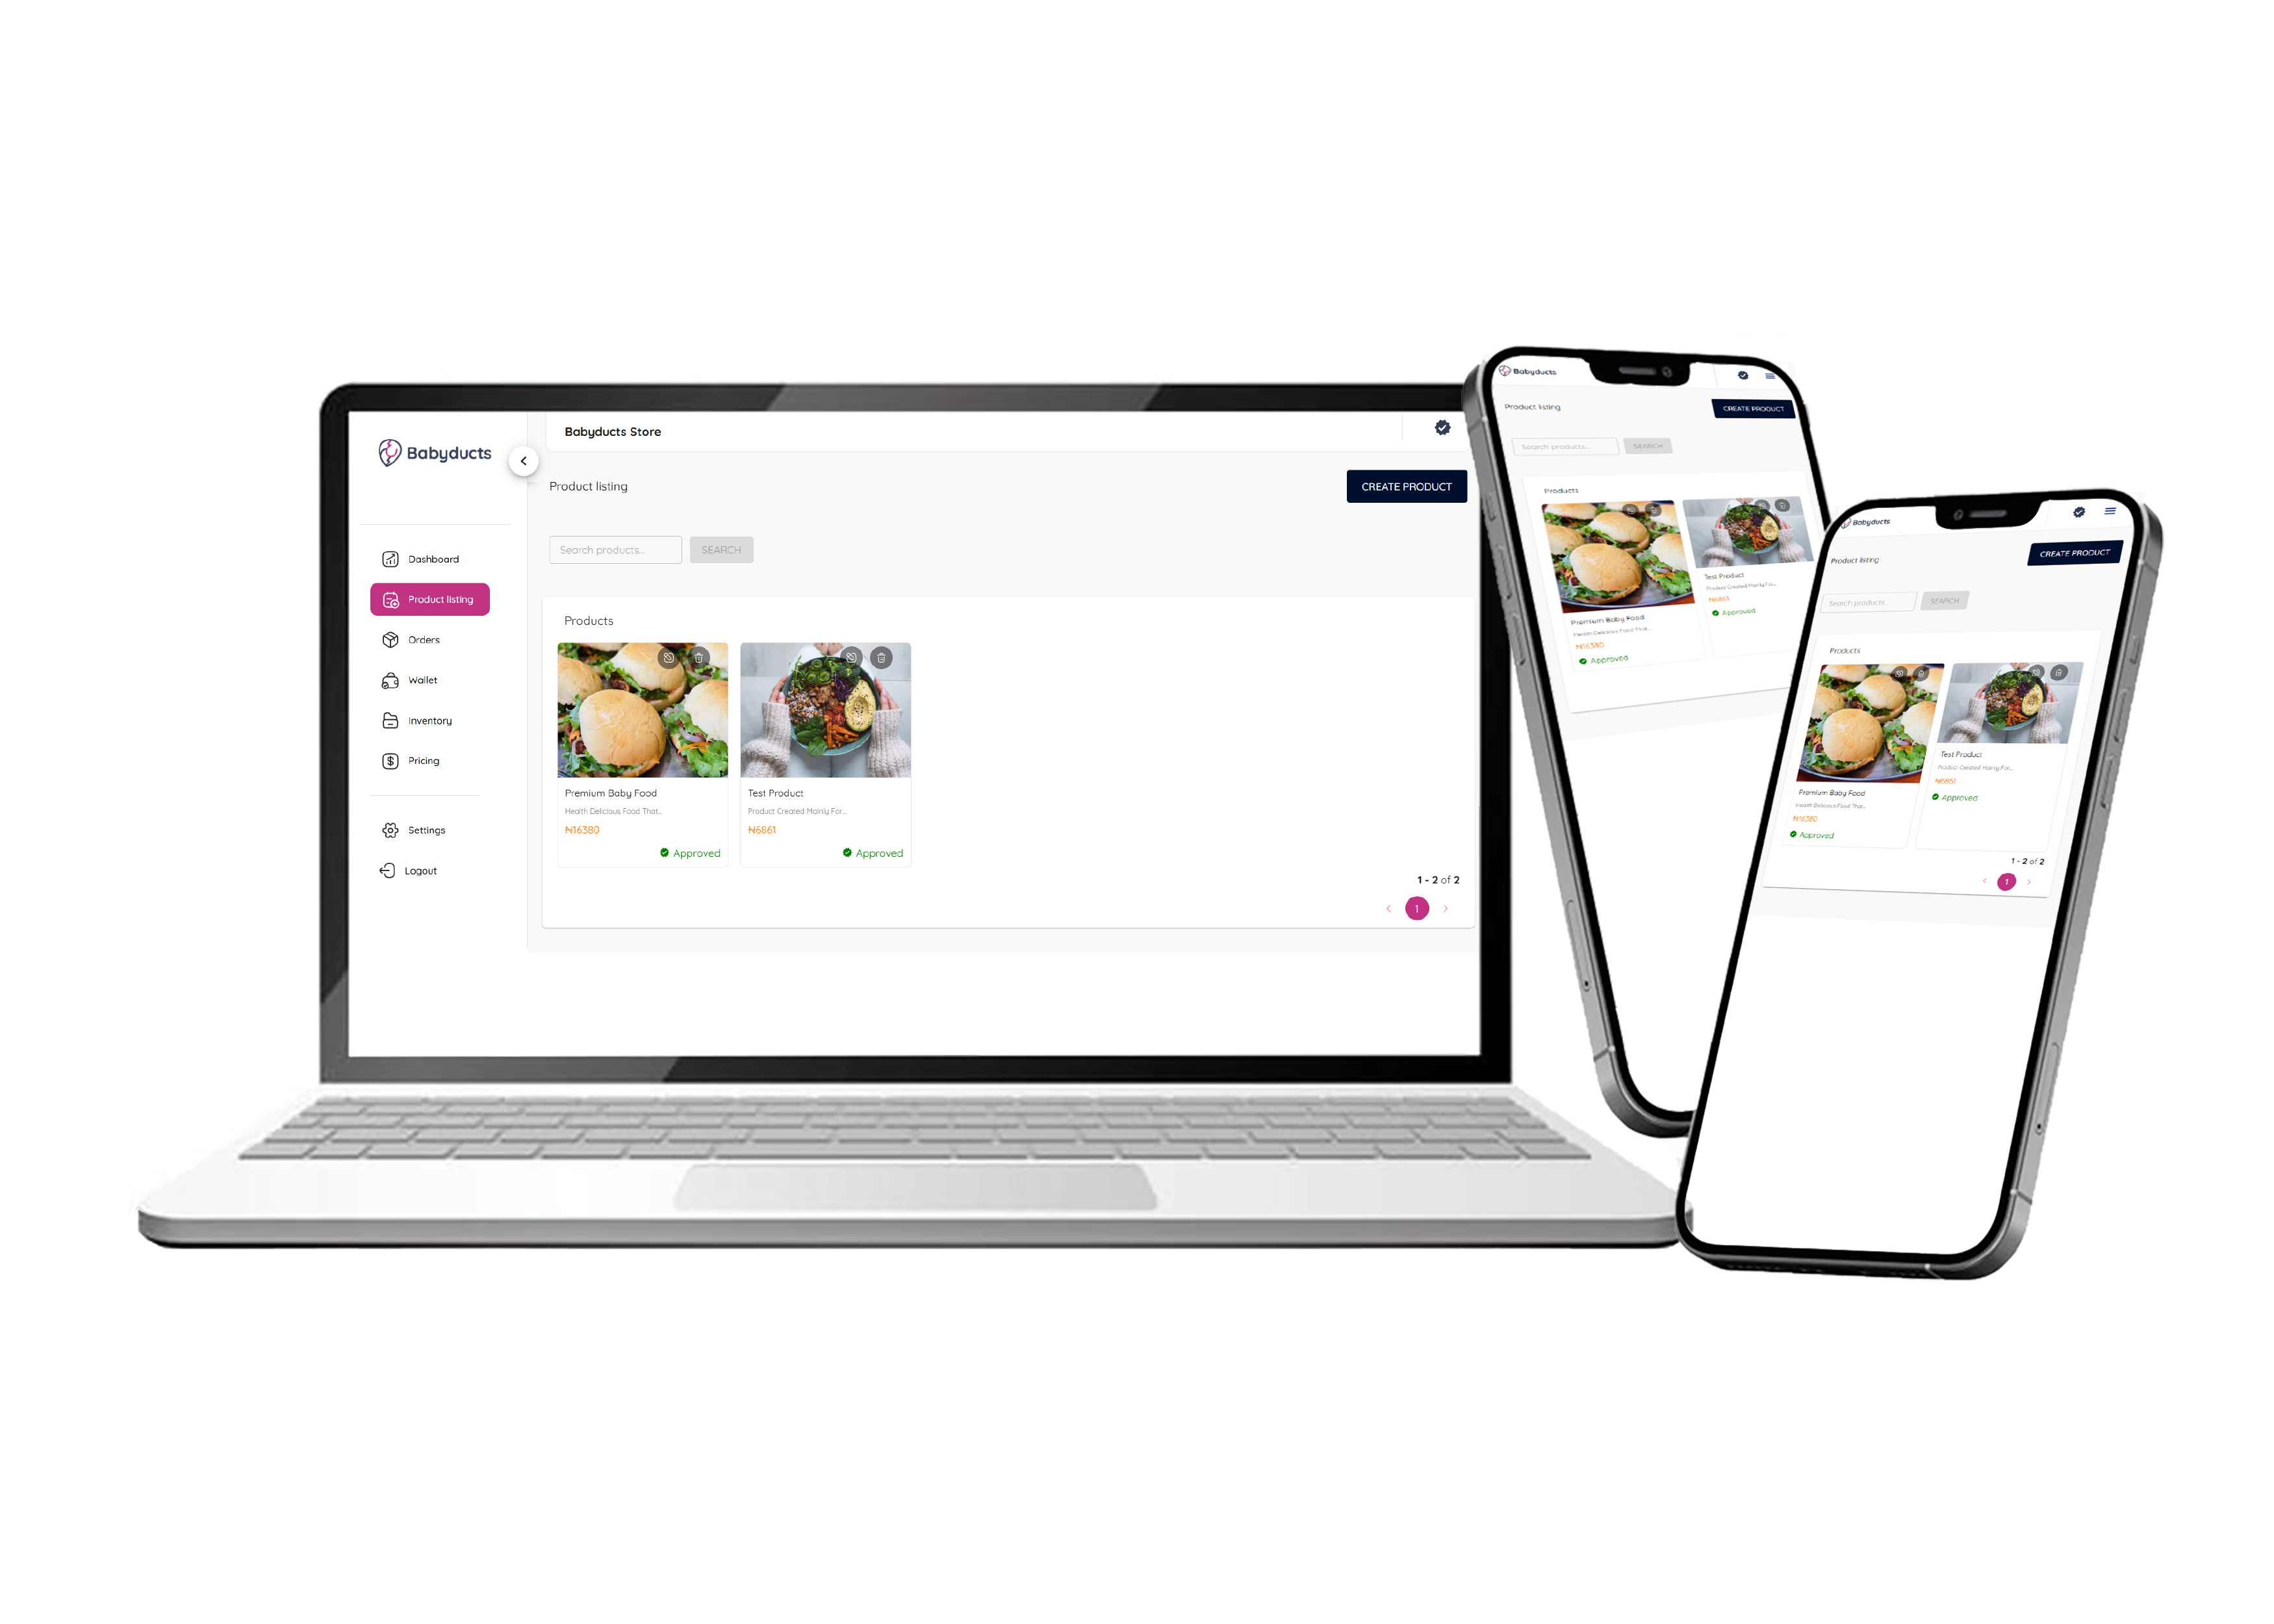 Babyducts
Dashboard
Product listing
Orders
Wallet
Inventory
Pricing
Settings
Logout
Babyducts Store
Product listing
CREATE PRODUCT
Search products...
SEARCH
Products
Premium Baby Food
Health Delicious Food That...
₦16380
Approved
Test Product
Product Created Mainly For...
₦6861
Approved
1 - 2 of 2
1
Babyducts
Product listing
CREATE PRODUCT
Search products...
SEARCH
Products
Premium Baby Food
Health Delicious Food That...
₦16380
Approved
Test Product
Product Created Mainly For...
₦6861
Approved
Babyducts
Product listing
CREATE PRODUCT
Search products...
SEARCH
Products
Premium Baby Food
Health Delicious Food That...
₦16380
Approved
Test Product
Product Created Mainly For...
₦6861
Approved
1 - 2 of 2
1